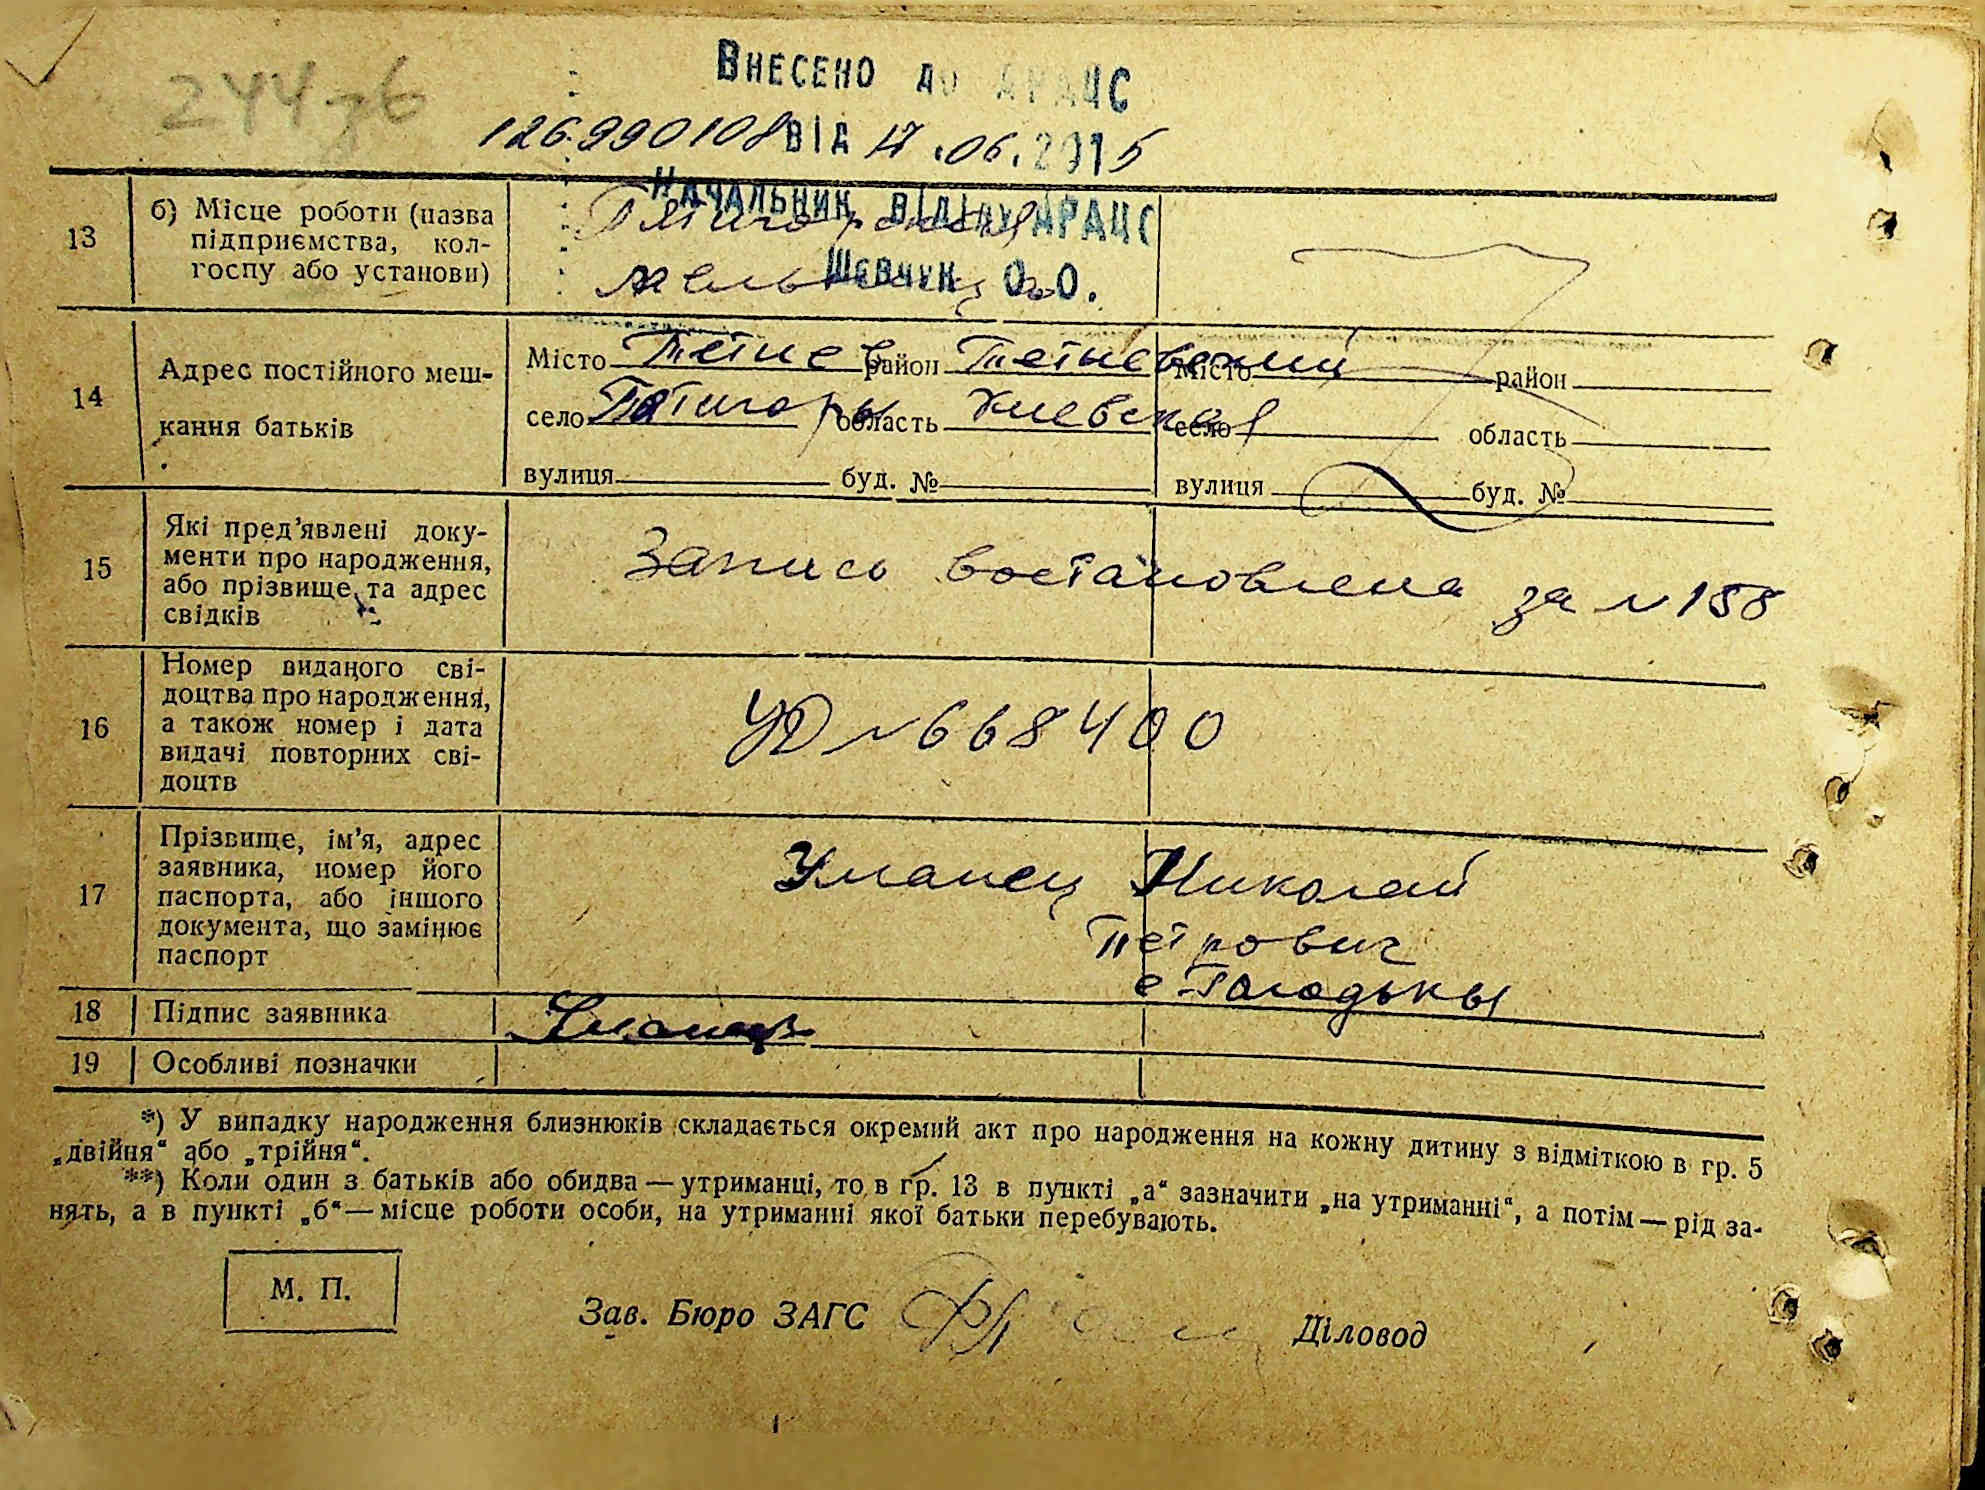 244 зб
Внесено до ДРАЦС
126990108 від 17.06.2015
Начальник відділу ДРАЦС
Шевчук О.О.
13
б) Місце роботи (назва
підприємства, кол-
госпу або установи)
14
Адрес постійного меш-
кання батьків
Місто Тетиев район Тетиевский
село Пятигоры область Киевская
вулиця буд. №
Місто район
село область
вулиця буд. №
15
Які пред'явлені доку-
менти про народження,
або прізвище та адрес
свідків
Запись востановлена за №158
16
Номер виданого сві-
доцтва про народження,
а також номер і дата
видачі повторних сві-
доцтв
УД №668400
17
Прізвище, ім'я, адрес
заявника, номер його
паспорта, або іншого
документа, що замінює
паспорт
Уманец Николай
Петрович
18
Підпис заявника
Уманец
19
Особливі позначки
*) У випадку народження близнюків складається окремий акт про народження на кожну дитину з відміткою в гр. 5
„двійня“ або „трійня“.
**) Коли один з батьків або обидва — утриманці, то в гр. 13 в пункті „а“ зазначити „на утриманні“, а потім — рід за-
нять, а в пункті „б“ — місце роботи особи, на утриманні якої батьки перебувають.
М. П.
Зав. Бюро ЗАГС
Діловод